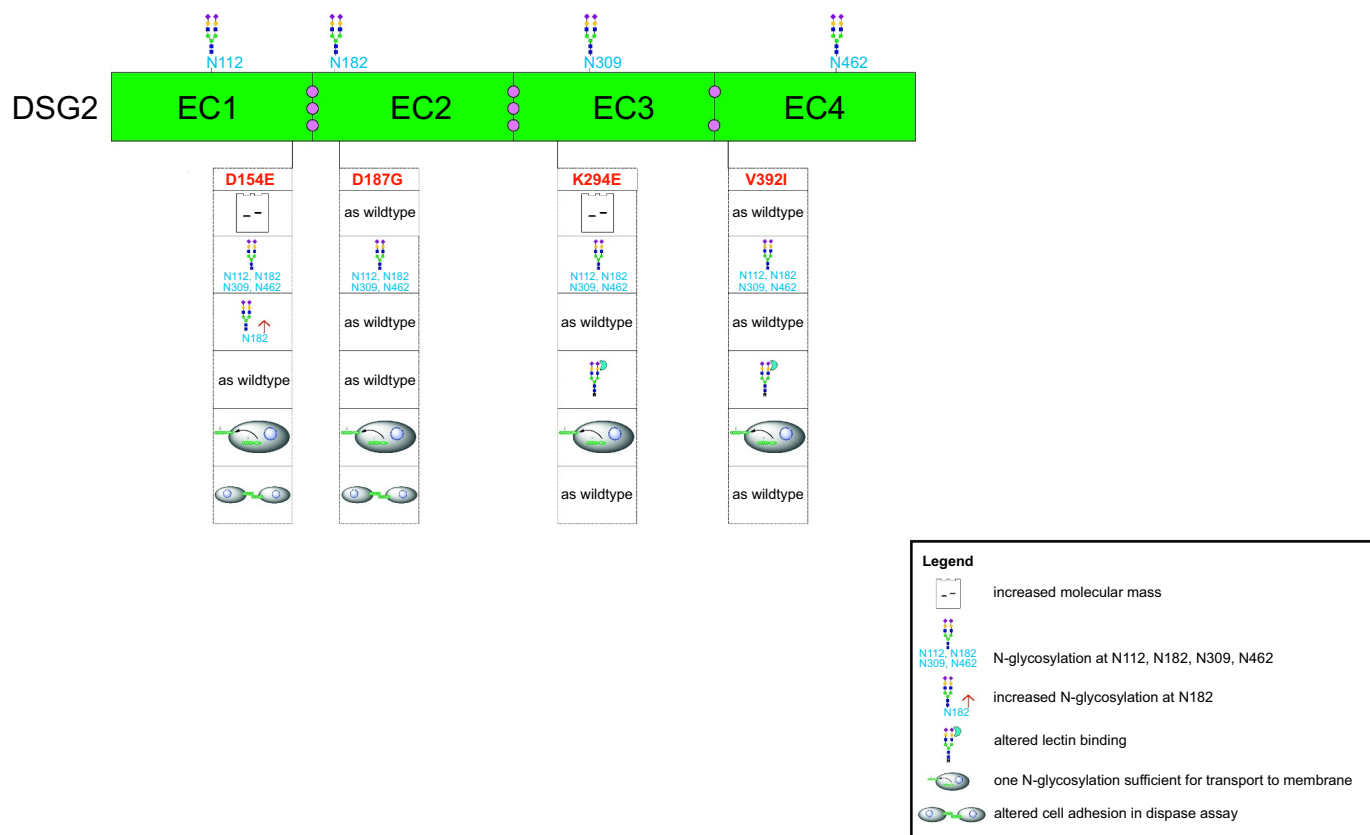 N112
N182
N309
N462
DSG2
EC1
EC2
EC3
EC4
D154E
D187G
K294E
V392I
as wildtype
as wildtype
N112, N182
N309, N462
N112, N182
N309, N462
N112, N182
N309, N462
N112, N182
N309, N462
N182
as wildtype
as wildtype
as wildtype
as wildtype
as wildtype
as wildtype
as wildtype
Legend
increased molecular mass
N112, N182
N309, N462
N-glycosylation at N112, N182, N309, N462
N182
increased N-glycosylation at N182
altered lectin binding
one N-glycosylation sufficient for transport to membrane
altered cell adhesion in dispase assay